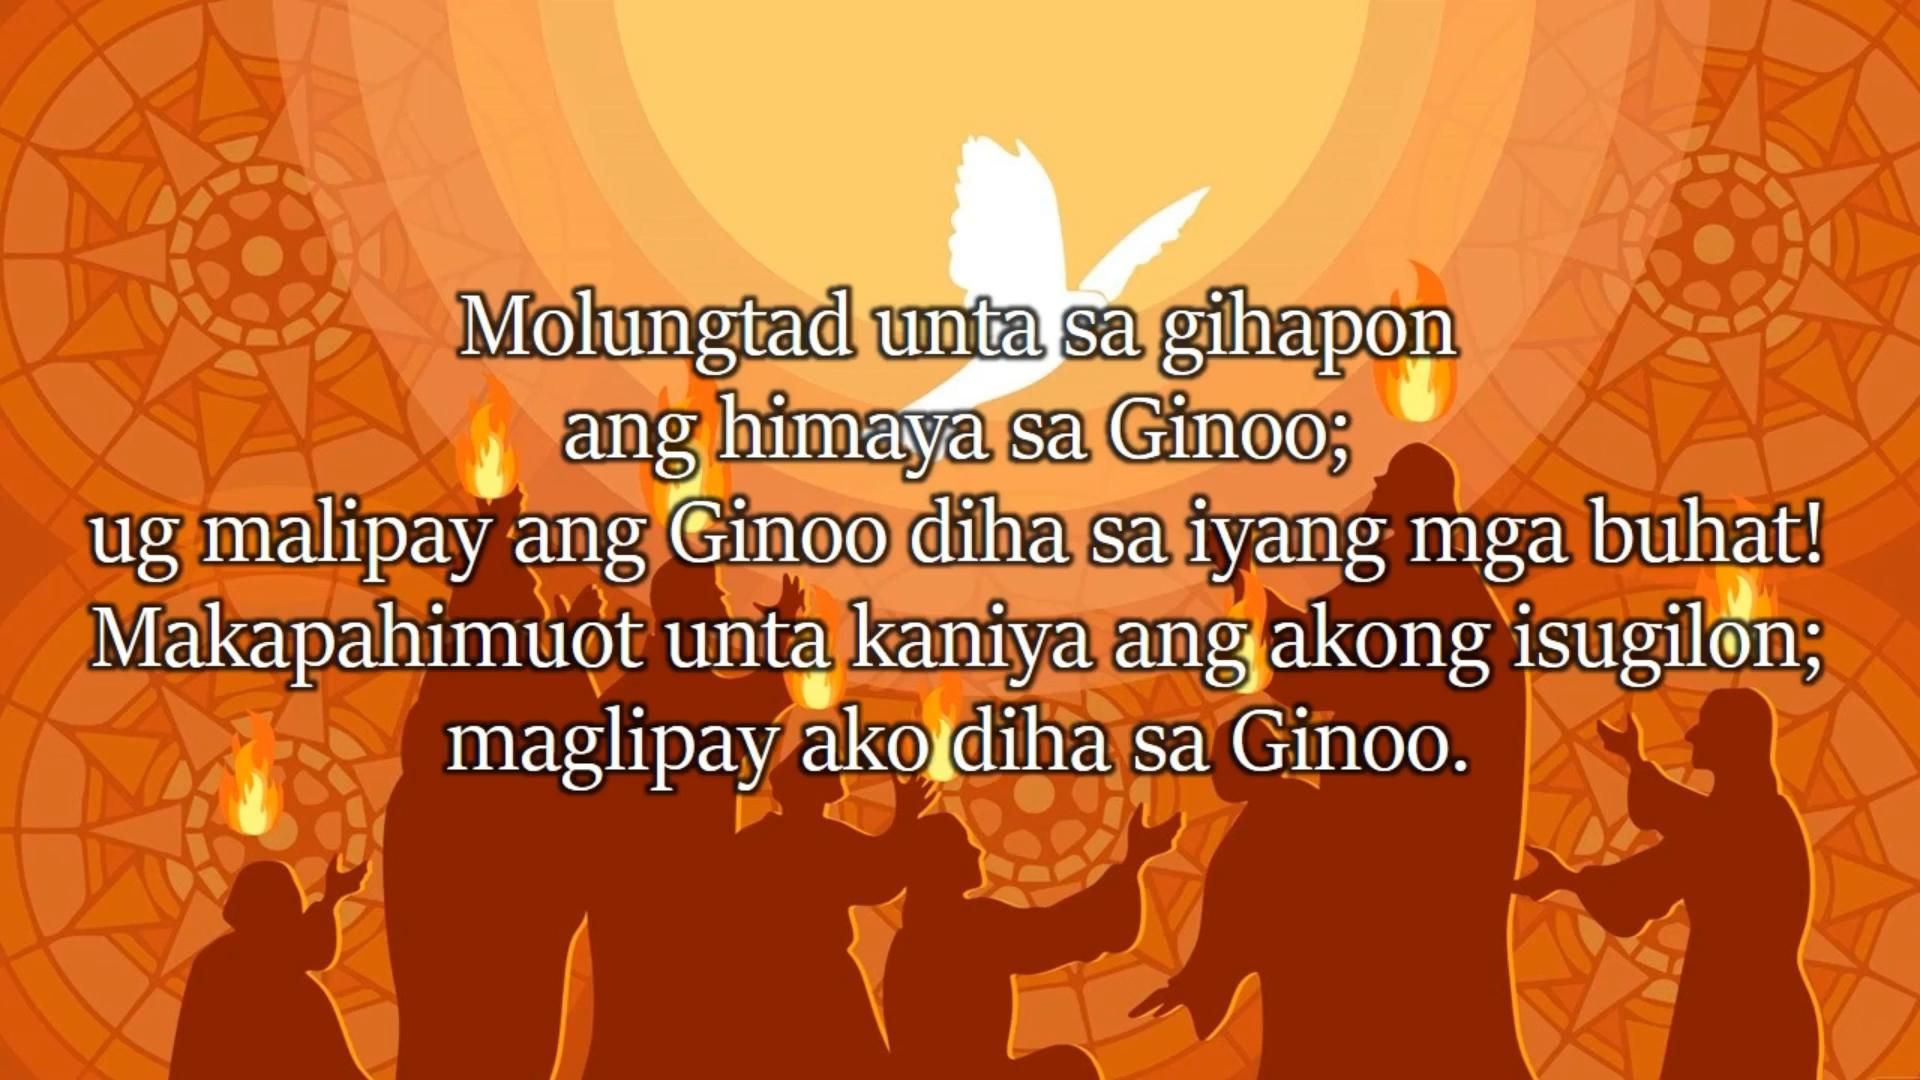 Molungtad unta sa gihapon
ang himaya sa Ginoo;
ug malipay ang Ginoo diha sa iyang mga buhat!
Makapahimuot unta kaniya ang akong isugilon;
maglipay ako diha sa Ginoo.